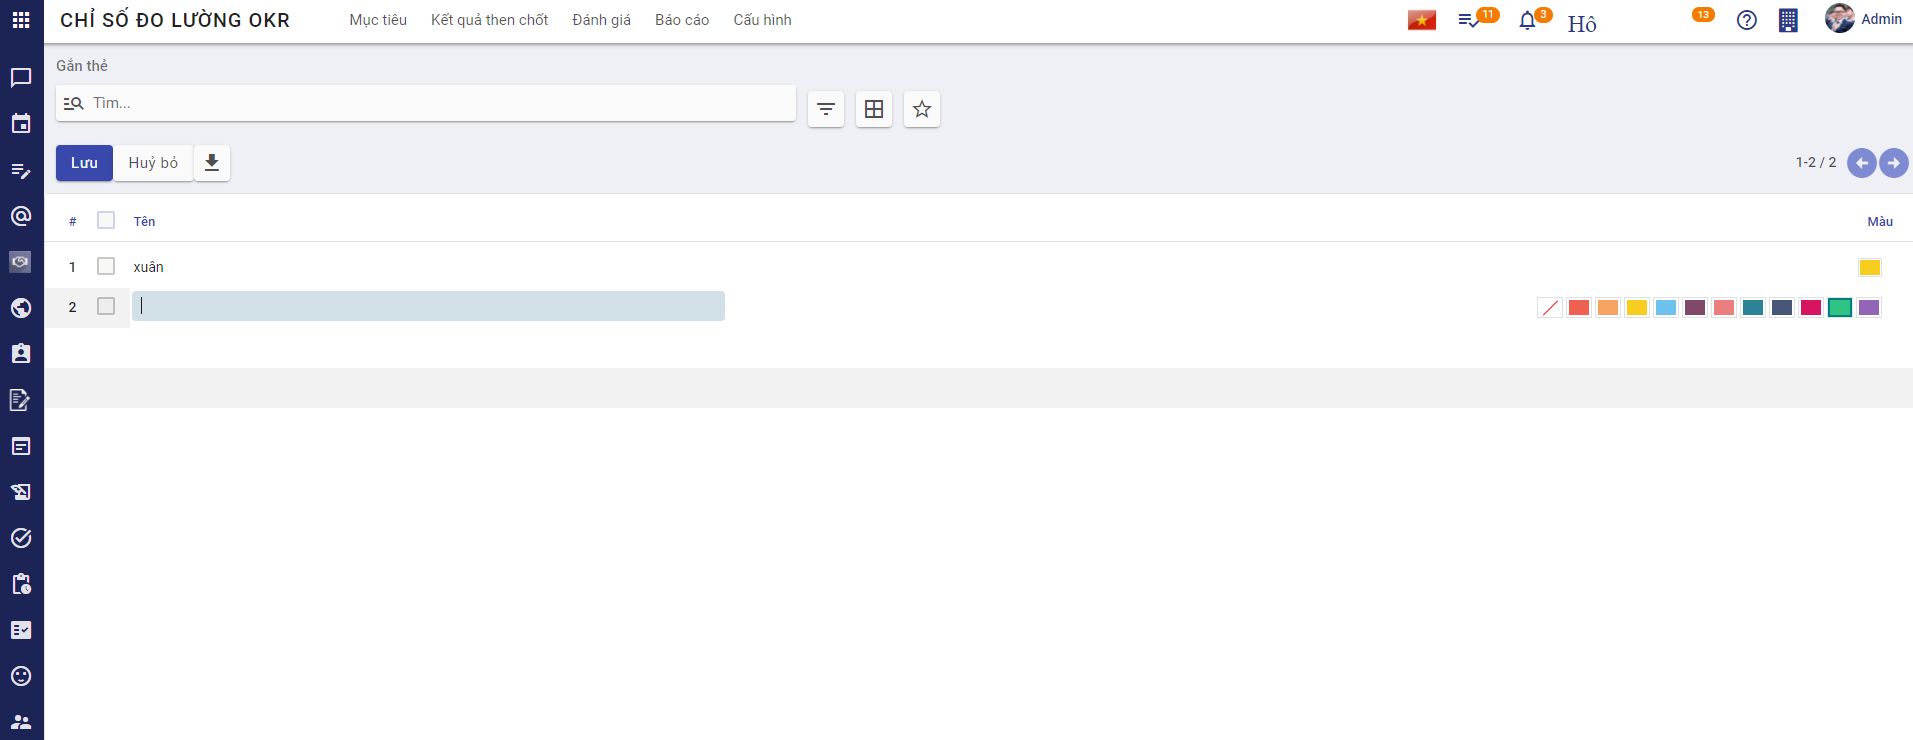 CHỈ SỐ ĐO LƯỜNG OKR Mục tiêu Kết quả then chốt Đánh giá Báo cáo Cấu hình 11 3 Hô 13 Admin
Gắn thẻ
Tìm...
Lưu Huỷ bỏ 1-2 / 2
# Tên Màu
1 xuân
2